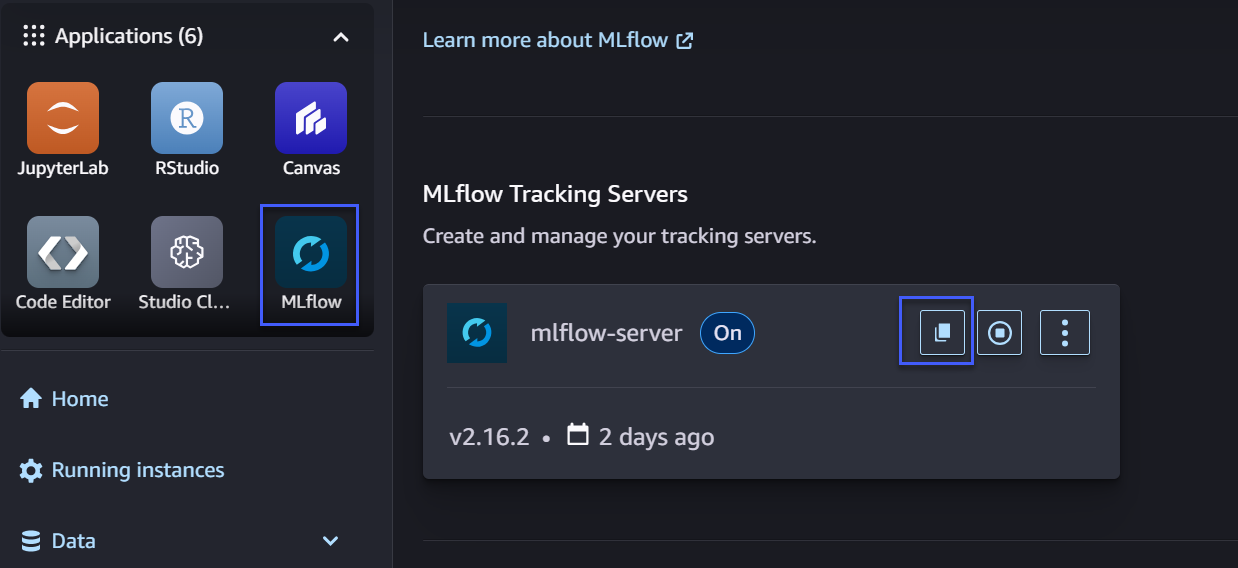 Applications (6)
JupyterLab
RStudio
Canvas
Code Editor
Studio Cl...
MLflow
Home
Running instances
Data
Learn more about MLflow
MLflow Tracking Servers
Create and manage your tracking servers.
mlflow-server On
v2.16.2 • 2 days ago